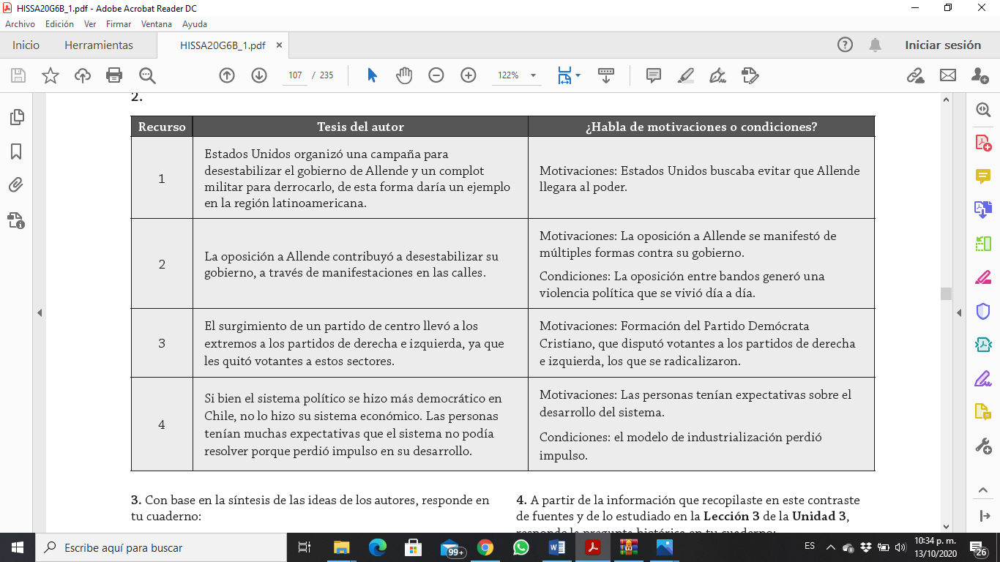 HISSA20G6B_1.pdf - Adobe Acrobat Reader DC
Archivo Edición Ver Firmar Ventana Ayuda
Inicio Herramientas HISSA20G6B_1.pdf × Iniciar sesión
107 / 235 122%
2.
Recurso Tesis del autor ¿Habla de motivaciones o condiciones?
1
Estados Unidos organizó una campaña para
desestabilizar el gobierno de Allende y un complot
militar para derrocarlo, de esta forma daría un ejemplo
en la región latinoamericana.
Motivaciones: Estados Unidos buscaba evitar que Allende
llegara al poder.
2
La oposición a Allende contribuyó a desestabilizar su
gobierno, a través de manifestaciones en las calles.
Motivaciones: La oposición a Allende se manifestó de
múltiples formas contra su gobierno.
Condiciones: La oposición entre bandos generó una
violencia política que se vivió día a día.
3
El surgimiento de un partido de centro llevó a los
extremos a los partidos de derecha e izquierda, ya que
les quitó votantes a estos sectores.
Motivaciones: Formación del Partido Demócrata
Cristiano, que disputó votantes a los partidos de derecha
e izquierda, los que se radicalizaron.
4
Si bien el sistema político se hizo más democrático en
Chile, no lo hizo su sistema económico. Las personas
tenían muchas expectativas que el sistema no podía
resolver porque perdió impulso en su desarrollo.
Motivaciones: Las personas tenían expectativas sobre el
desarrollo del sistema.
Condiciones: el modelo de industrialización perdió
impulso.
3. Con base en la síntesis de las ideas de los autores, responde en
tu cuaderno:
4. A partir de la información que recopilaste en este contraste
de fuentes y de lo estudiado en la Lección 3 de la Unidad 3,
responde la pregunta histórica en tu cuaderno:
Escribe aquí para buscar
99+
ES
10:34 p. m.
13/10/2020
26